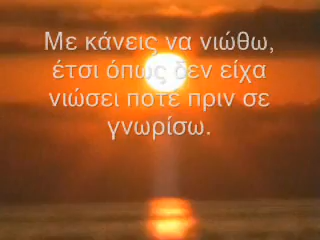 Με κάνεις να νιώθω,
έτσι όπως δεν είχα
νιώσει ποτέ πριν σε
γνωρίσω.